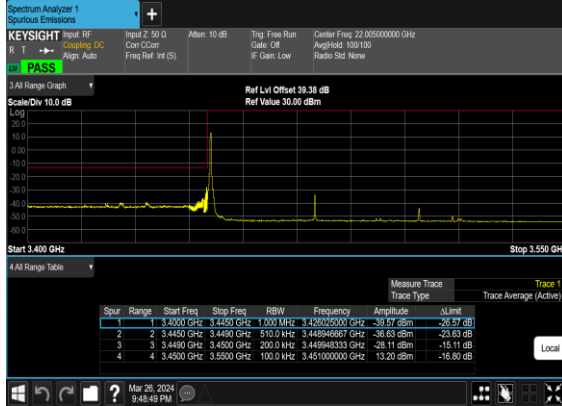 Spectrum Analyzer 1
Spurious Emissions
+
KEYSIGHT Input: RF Input Z: 50 Ω Atten: 10 dB Trig: Free Run Center Freq: 22.005000000 GHz
R T Coupling: DC Corr CCorr Gate: Off Avg|Hold: 100/100
Align: Auto Freq Ref: Int (S) IF Gain: Low Radio Std: None
PASS
3 All Range Graph
Ref Lvl Offset 39.38 dB
Scale/Div 10.0 dB Ref Value 30.00 dBm
Log
20.0
10.0
0.00
-10.0
-20.0
-30.0
-40.0
-50.0
-60.0
Start 3.400 GHz Stop 3.550 GH
4 All Range Table
Measure Trace Trace 1
Trace Type Trace Average (Active)
Spur Range Start Freq Stop Freq RBW Frequency Amplitude ΔLimit
1 1 3.4000 GHz 3.4450 GHz 1.000 MHz 3.426025000 GHz -39.57 dBm -26.57 dB
2 2 3.4450 GHz 3.4490 GHz 510.0 kHz 3.448946667 GHz -36.63 dBm -23.63 dB
3 3 3.4490 GHz 3.4500 GHz 200.0 kHz 3.449948333 GHz -28.11 dBm -15.11 dB
4 4 3.4500 GHz 3.5500 GHz 100.0 kHz 3.451000000 GHz 13.20 dBm -16.80 dB
Local
? Mar 26, 2024
9:48:49 PM